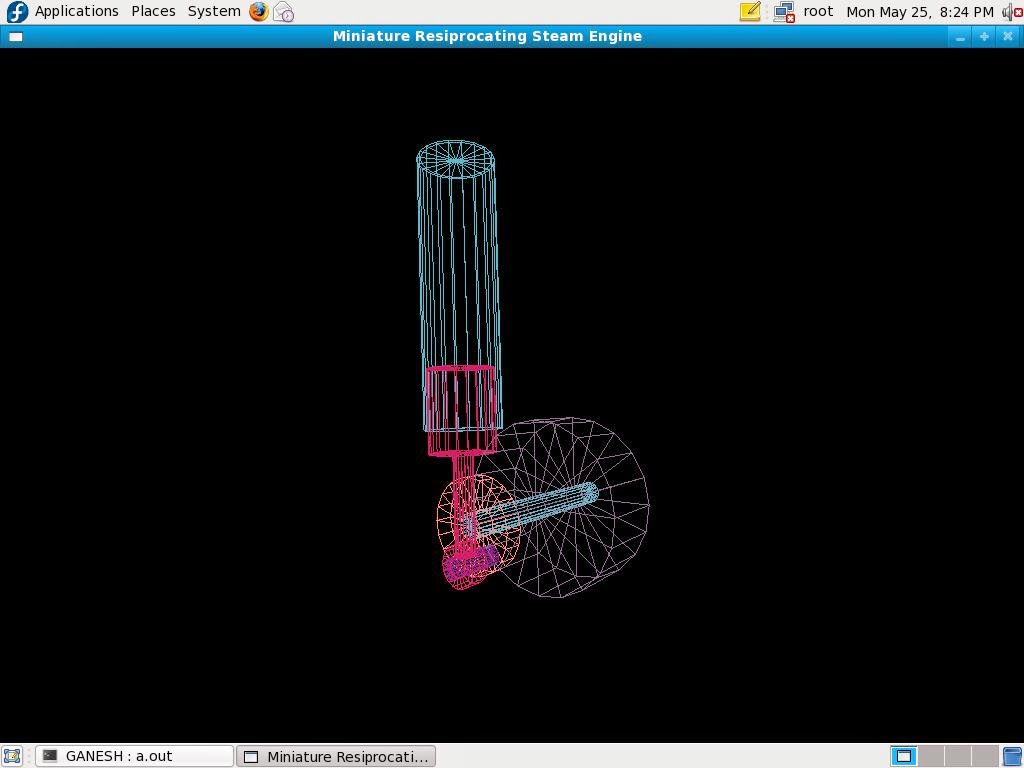 Applications Places System root Mon May 25, 8:24 PM
Miniature Resiprocating Steam Engine
GANESH : a.out Miniature Resiprocati...